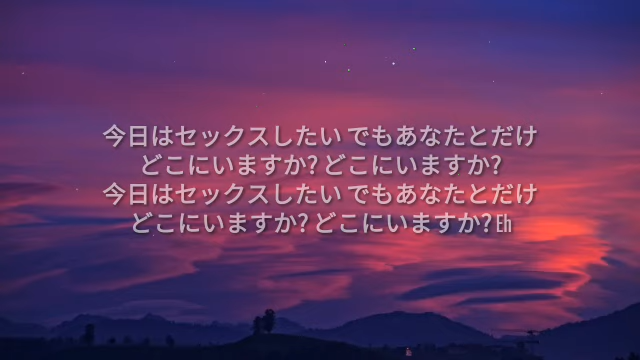 今日はセックスしたい でもあなたとだけ
どこにいますか? どこにいますか?
今日はセックスしたい でもあなたとだけ
どこにいますか? どこにいますか? Eh